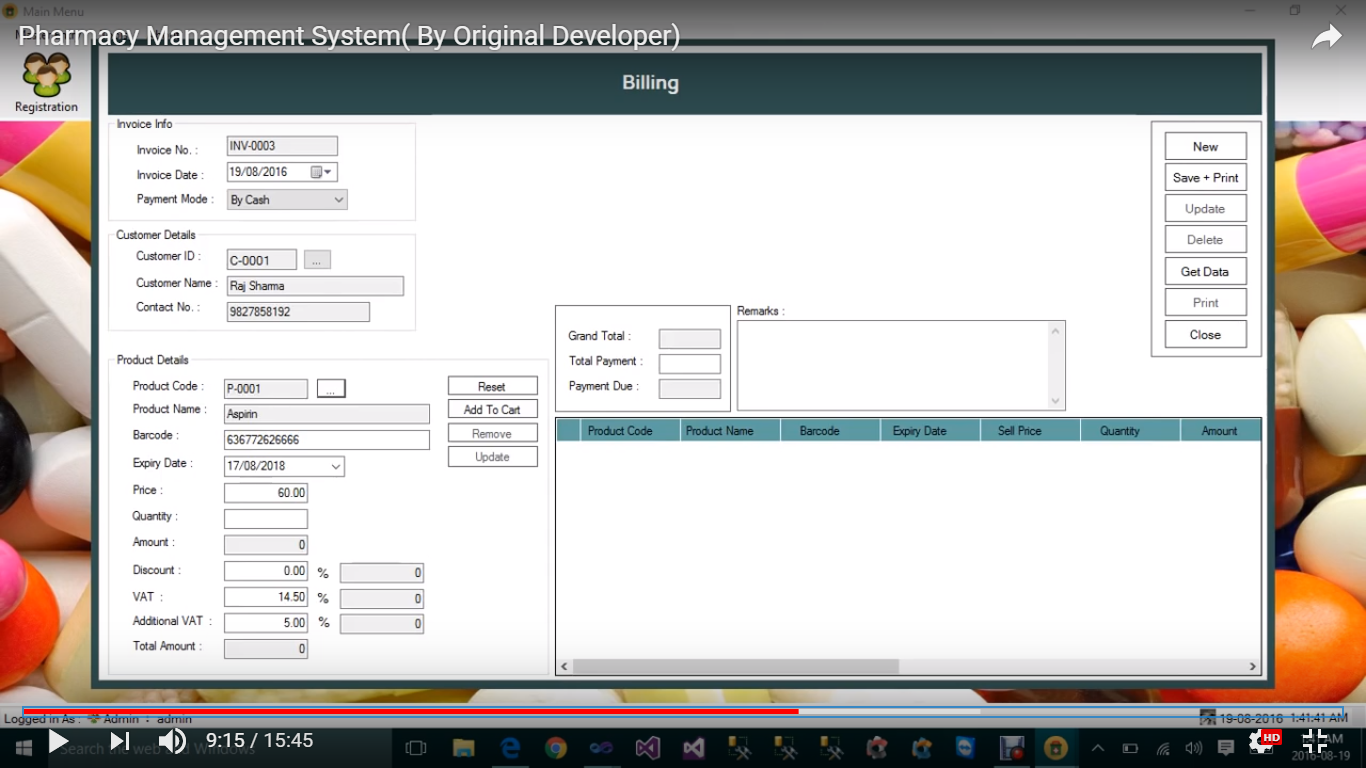 Main Menu
Pharmacy Management System( By Original Developer)
Registration
Billing
Invoice Info
Invoice No. : INV-0003
Invoice Date : 19/08/2016
Payment Mode : By Cash
Customer Details
Customer ID : C-0001 ...
Customer Name : Raj Sharma
Contact No. : 9827858192
Product Details
Product Code : P-0001 ...
Product Name : Aspirin
Barcode : 636772626666
Expiry Date : 17/08/2018
Price : 60.00
Quantity :
Amount : 0
Discount : 0.00 % 0
VAT : 14.50 % 0
Additional VAT : 5.00 % 0
Total Amount : 0
Reset
Add To Cart
Remove
Update
Grand Total :
Total Payment :
Payment Due :
Remarks :
Product Code Product Name Barcode Expiry Date Sell Price Quantity Amount
New
Save + Print
Update
Delete
Get Data
Print
Close
Logged in As : Admin : admin
19-08-2016 1:41:41 AM
Search the web and Windows
9:15 / 15:45
HD
1:41 AM
2016-08-19